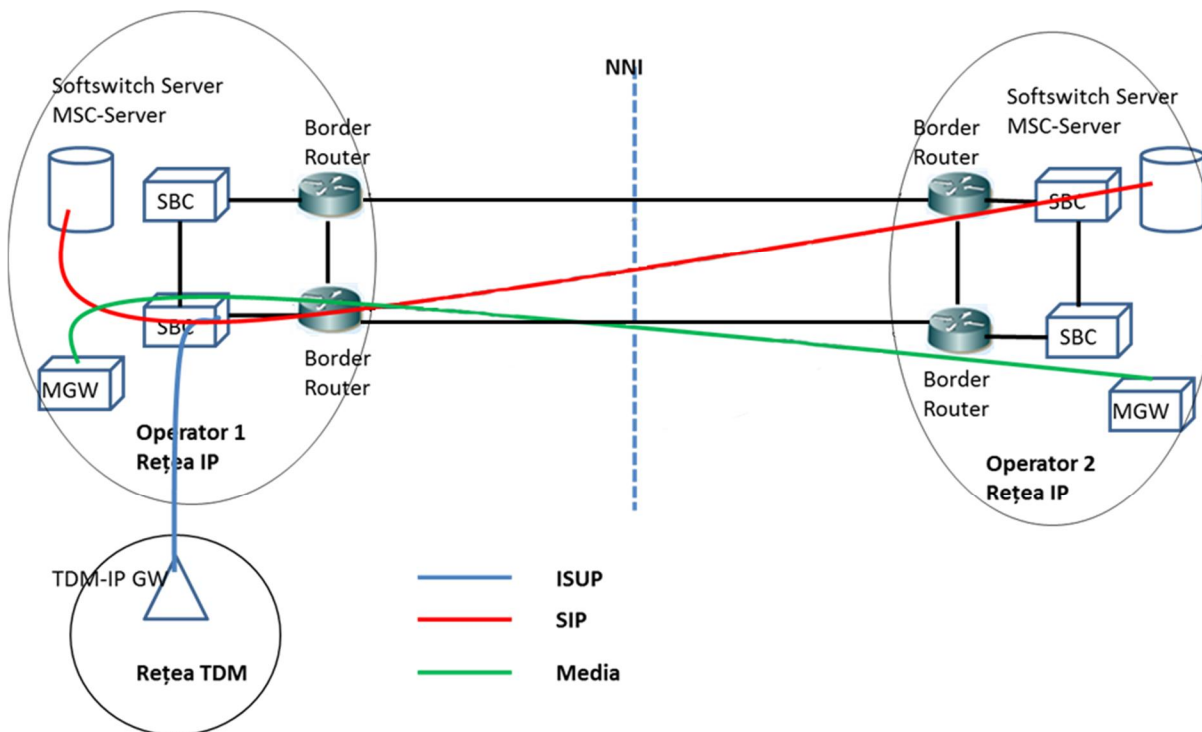 NNI
Softswitch Server
MSC-Server
Border
Router
SBC
SBC
Border
Router
MGW
Operator 1
Rețea IP
Softswitch Server
MSC-Server
Border
Router
SBC
SBC
Border
Router
MGW
Operator 2
Rețea IP
TDM-IP GW
Rețea TDM
ISUP
SIP
Media